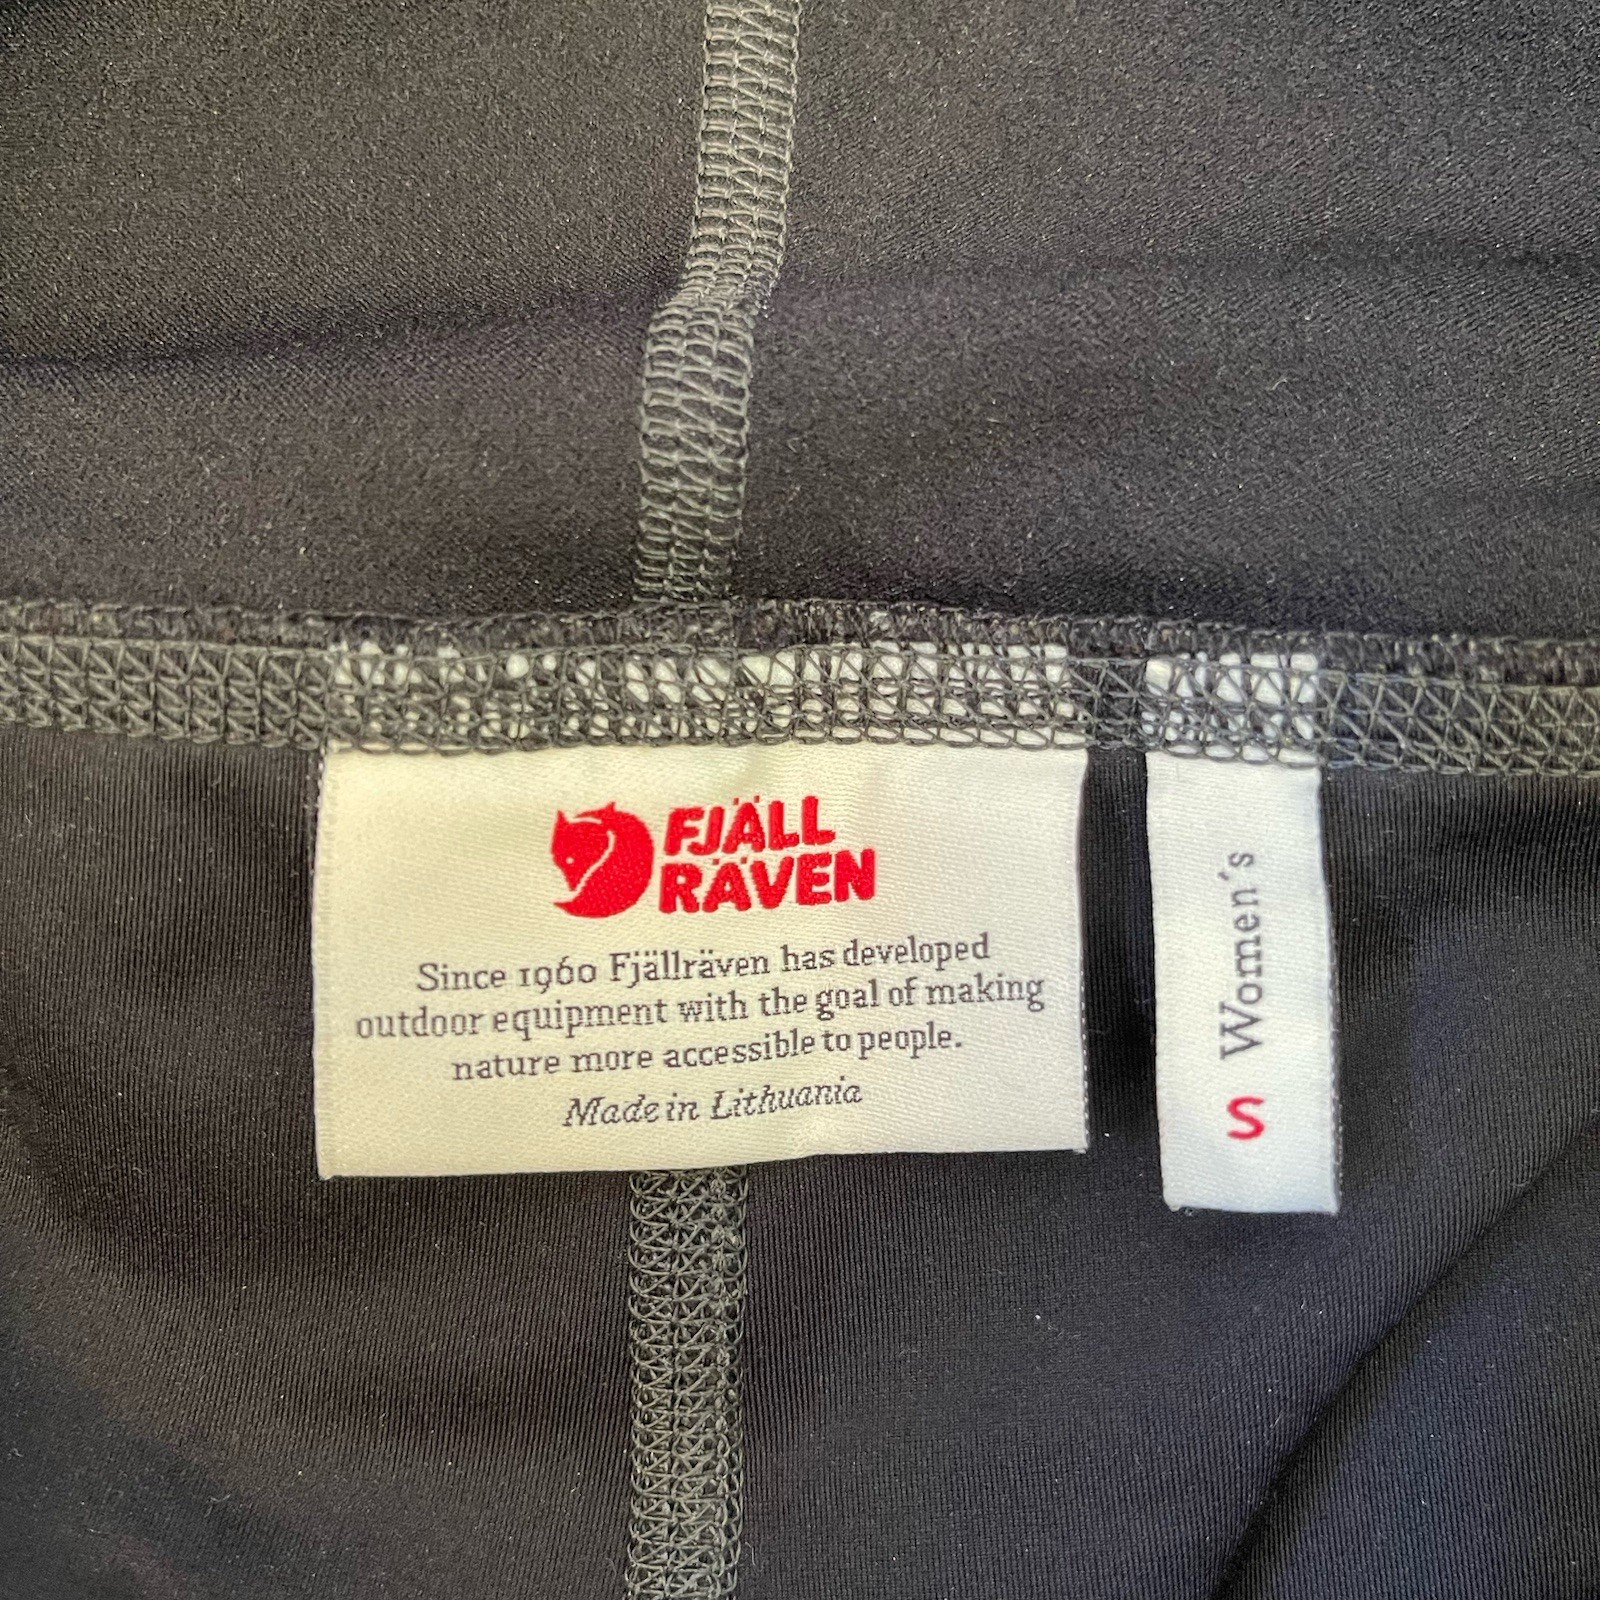 FJÄLL
RÄVEN
Since 1960 Fjällräven has developed
outdoor equipment with the goal of making
nature more accessible to people.
Made in Lithuania
Women´s
S